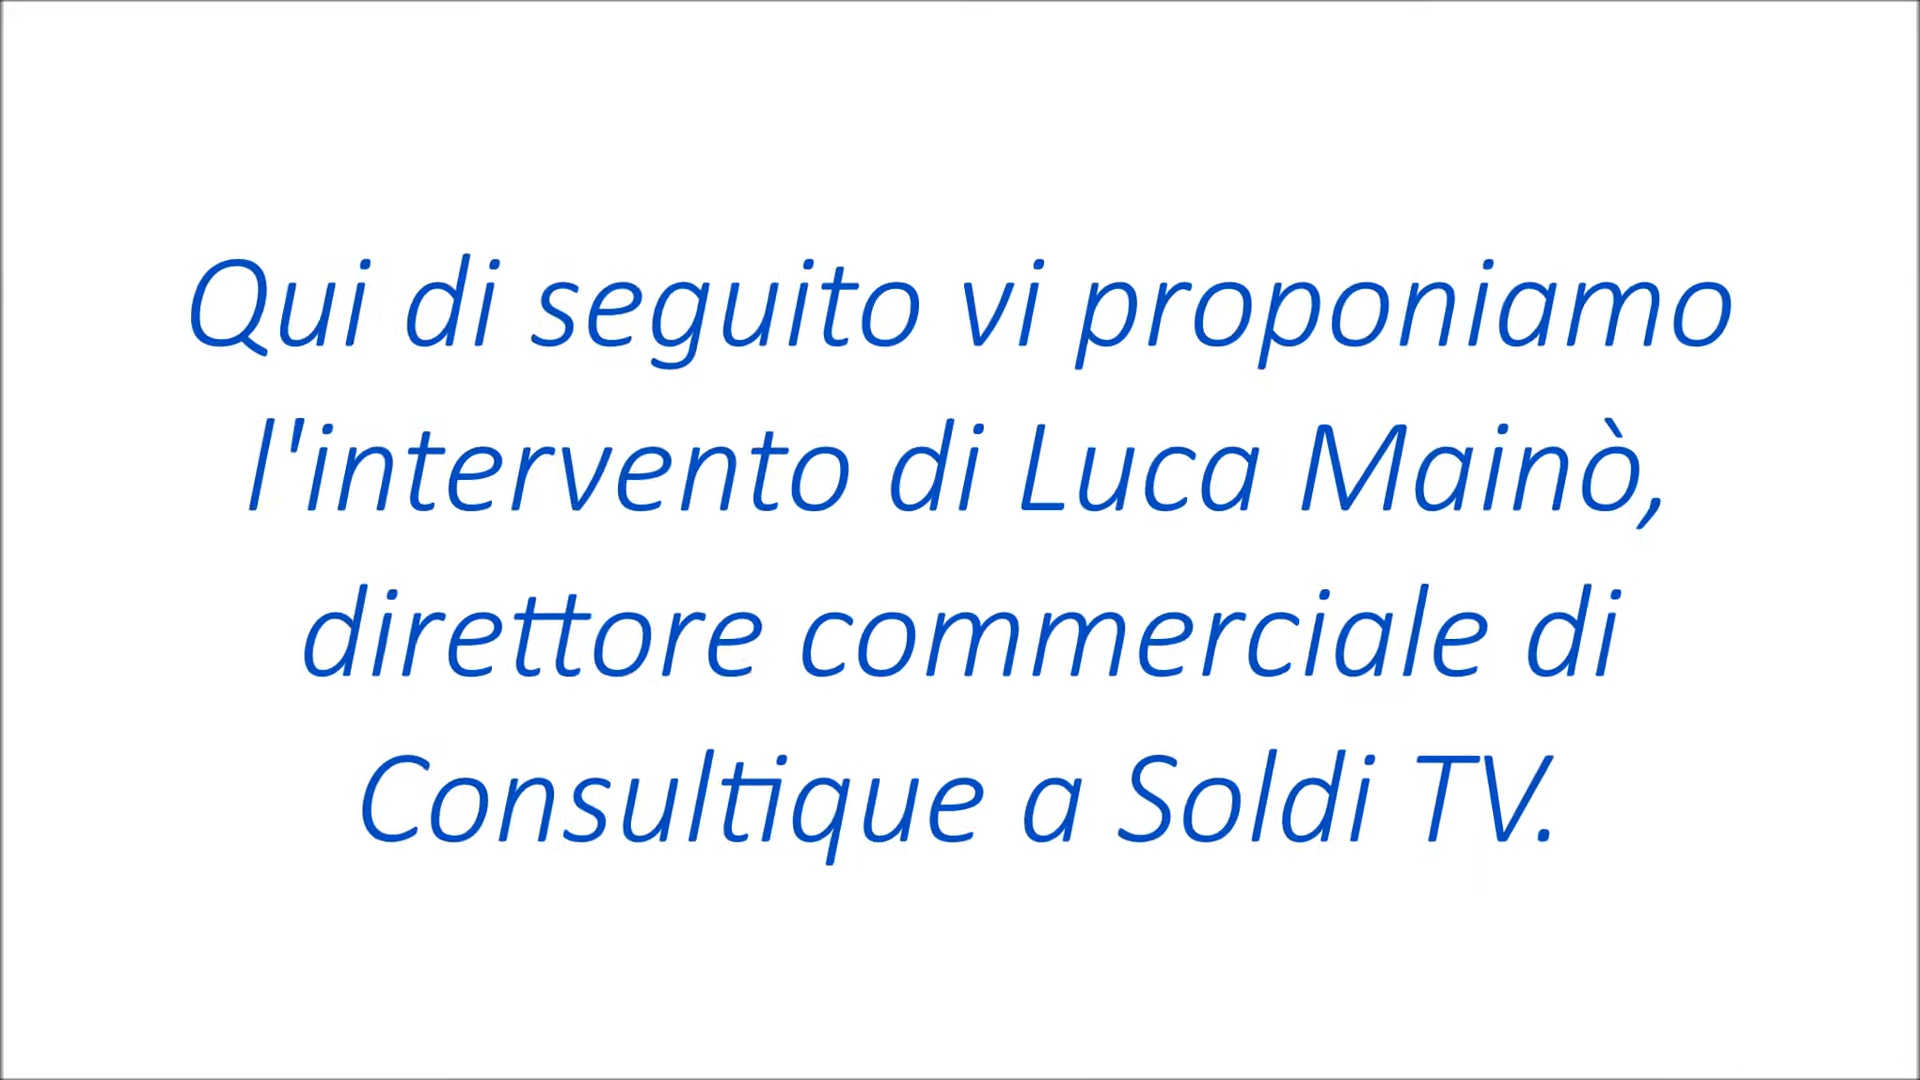 Qui di seguito vi proponiamo
l'intervento di Luca Mainò,
direttore commerciale di
Consultique a Soldi TV.